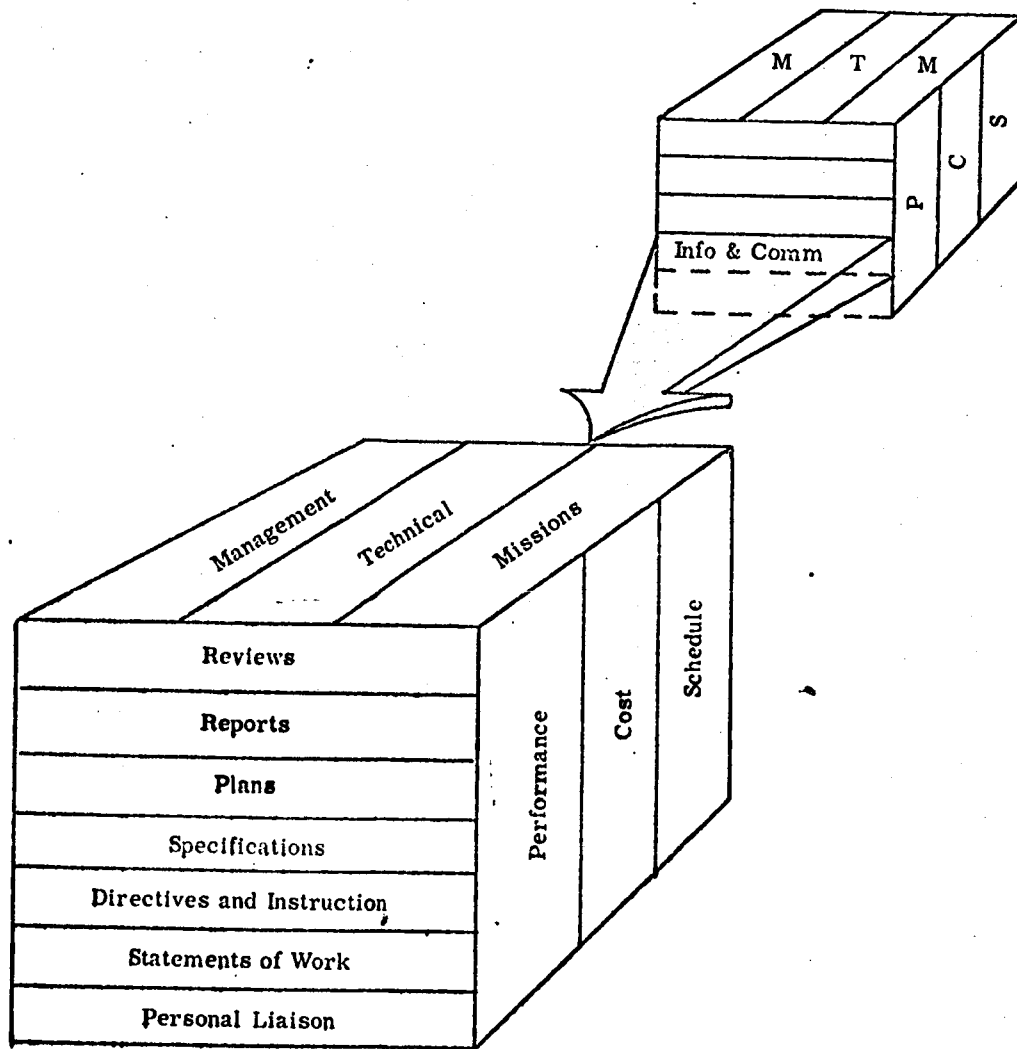 M
T
M
P
C
S
Info & Comm
Management
Technical
Missions
Reviews
Reports
Plans
Specifications
Directives and Instruction
Statements of Work
Personal Liaison
Performance
Cost
Schedule